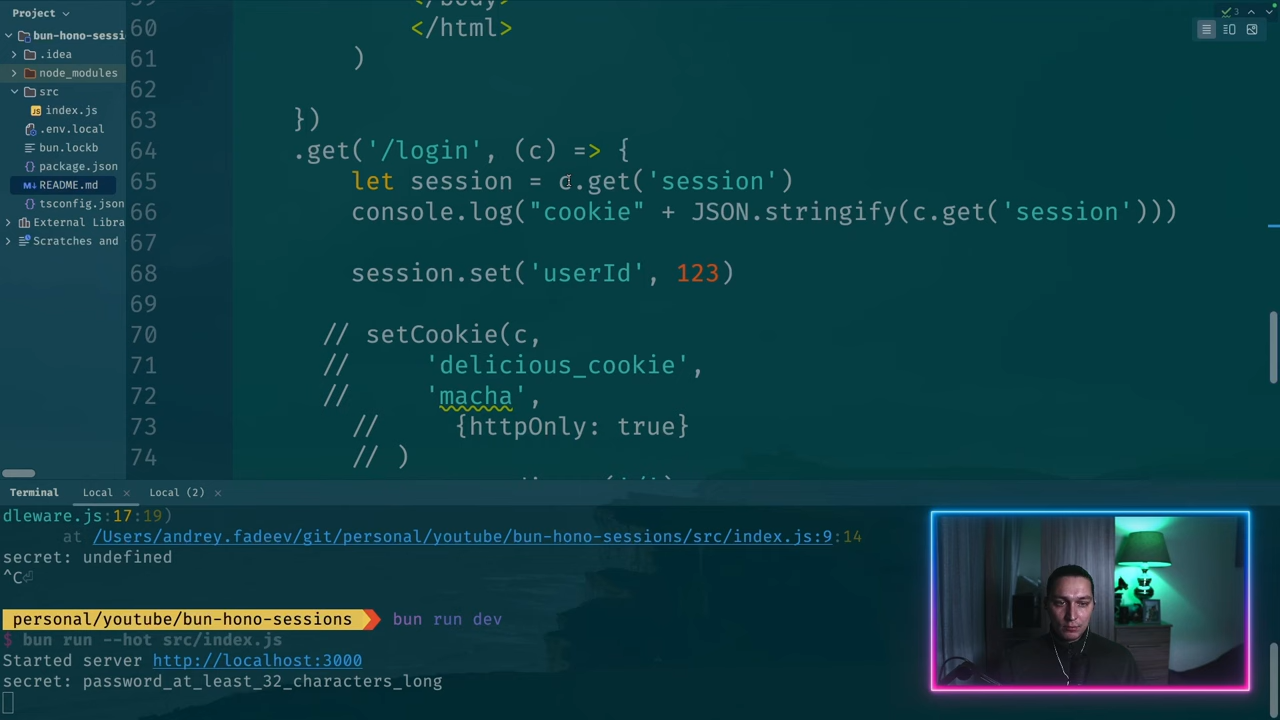 Project
bun-hono-sessi
.idea
node_modules
src
index.js
.env.local
bun.lockb
package.json
README.md
tsconfig.json
External Libra
Scratches and
3
60 </html>
61 )
62
63 })
64 .get('/login', (c) => {
65 let session = c.get('session')
66 console.log("cookie" + JSON.stringify(c.get('session')))
67
68 session.set('userId', 123)
69
70 // setCookie(c,
71 // 'delicious_cookie',
72 // 'macha',
73 // {httpOnly: true}
74 // )
Terminal Local × Local (2) ×
dleware.js:17:19)
at /Users/andrey.fadeev/git/personal/youtube/bun-hono-sessions/src/index.js:9:14
secret: undefined
^C⏎
personal/youtube/bun-hono-sessions bun run dev
$ bun run --hot src/index.js
Started server http://localhost:3000
secret: password_at_least_32_characters_long